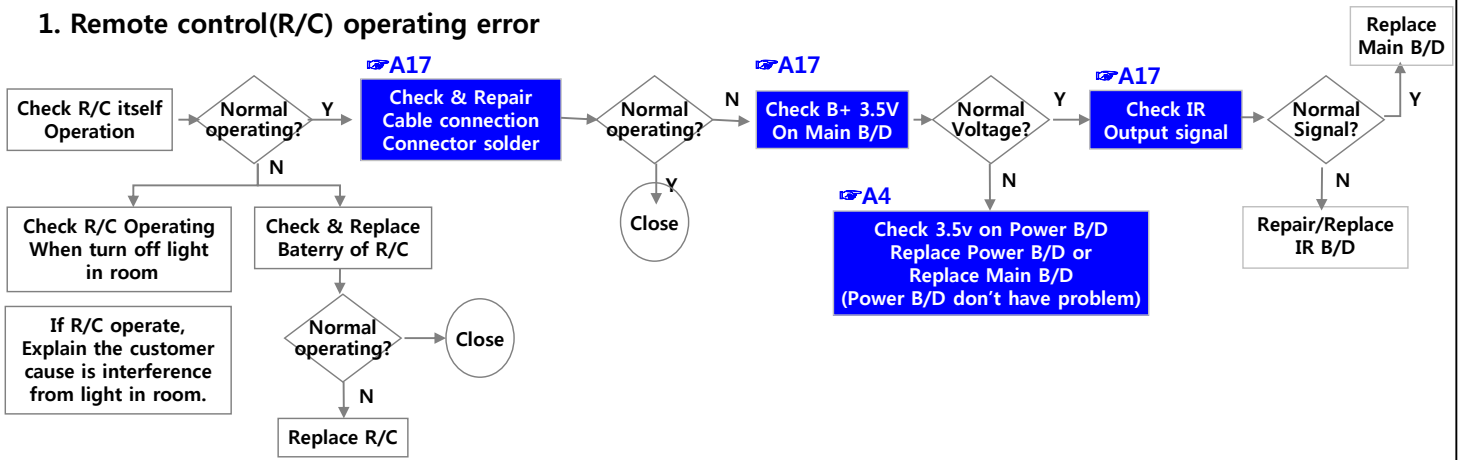 1. Remote control(R/C) operating error
Check R/C itself
Operation
Normal
operating?
Y
N
☞A17
Check & Repair
Cable connection
Connector solder
Normal
operating?
N
Y
Close
☞A17
Check B+ 3.5V
On Main B/D
Normal
Voltage?
Y
N
☞A17
Check IR
Output signal
Normal
Signal?
Y
Replace
Main B/D
N
Repair/Replace
IR B/D
☞A4
Check 3.5v on Power B/D
Replace Power B/D or
Replace Main B/D
(Power B/D don't have problem)
Check R/C Operating
When turn off light
in room
If R/C operate,
Explain the customer
cause is interference
from light in room.
Check & Replace
Baterry of R/C
Normal
operating?
Close
N
Replace R/C